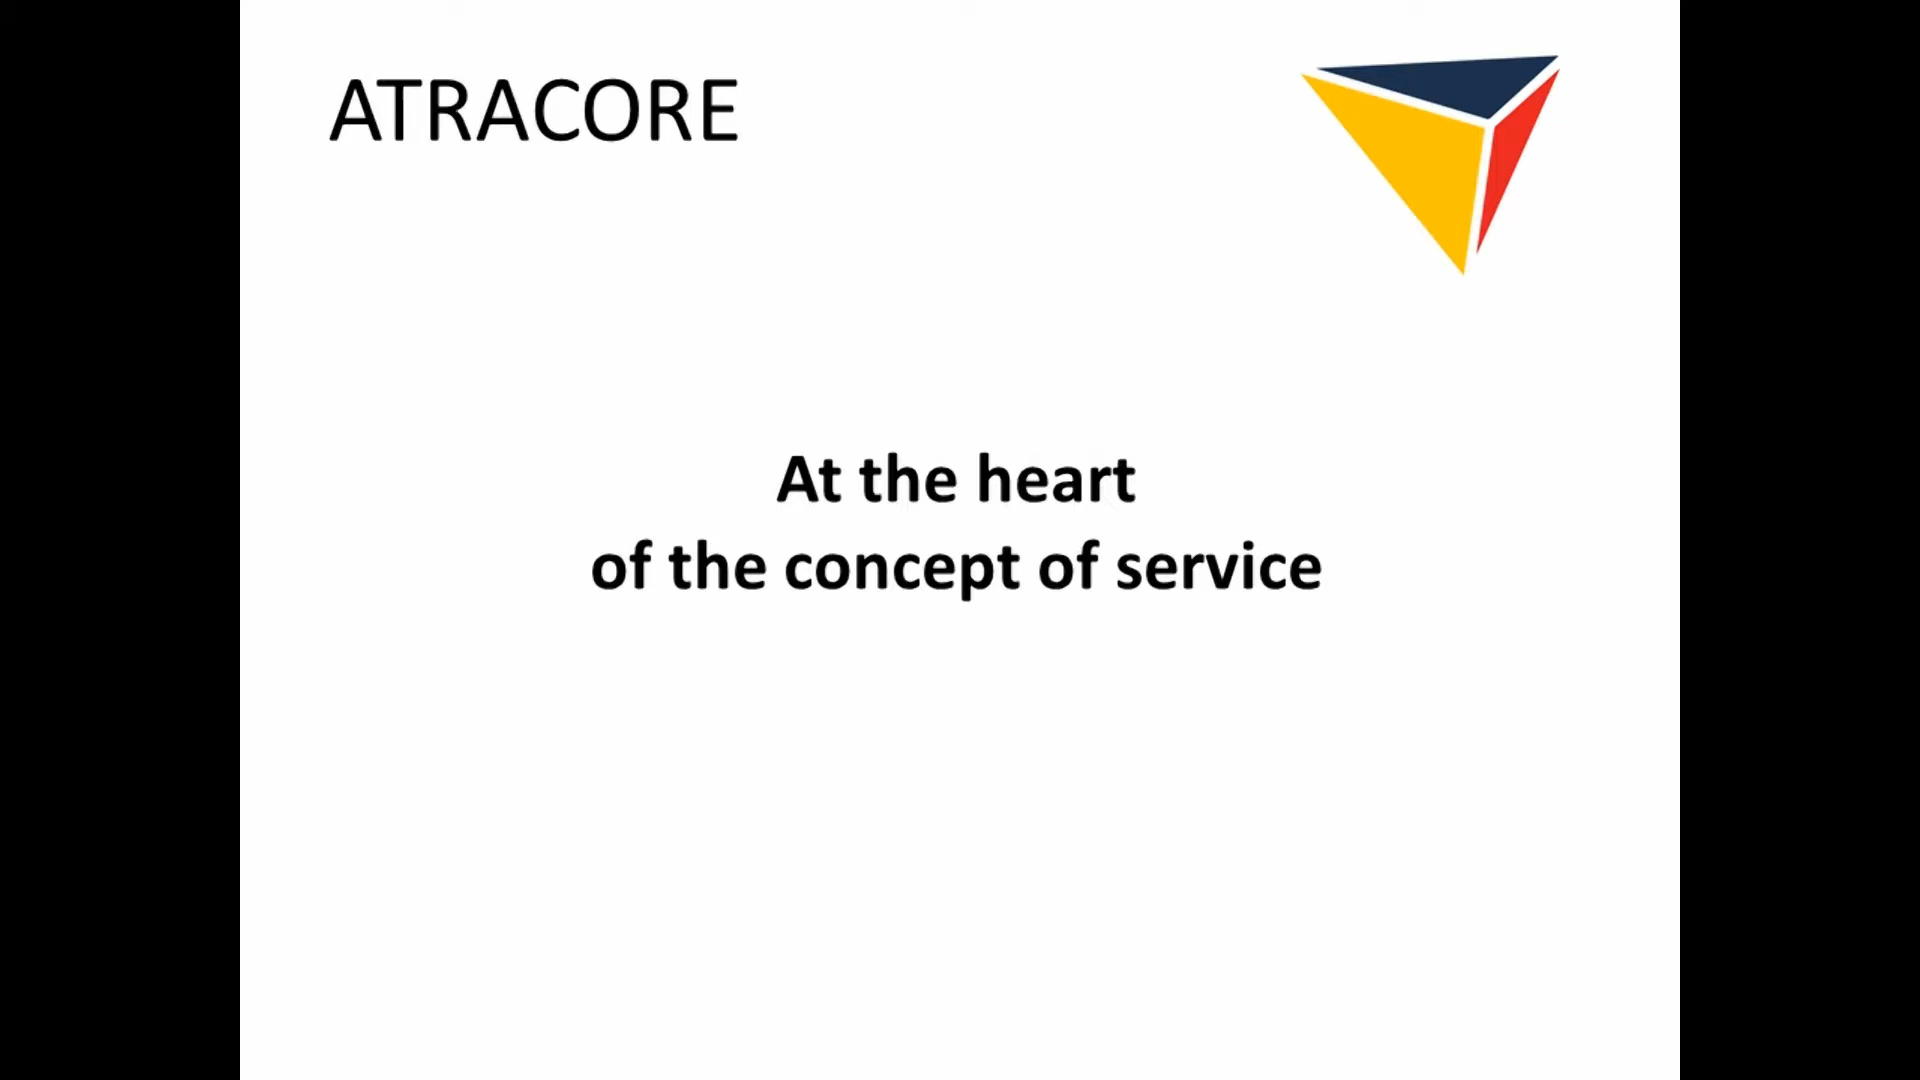 ATRACORE
At the heart
of the concept of service